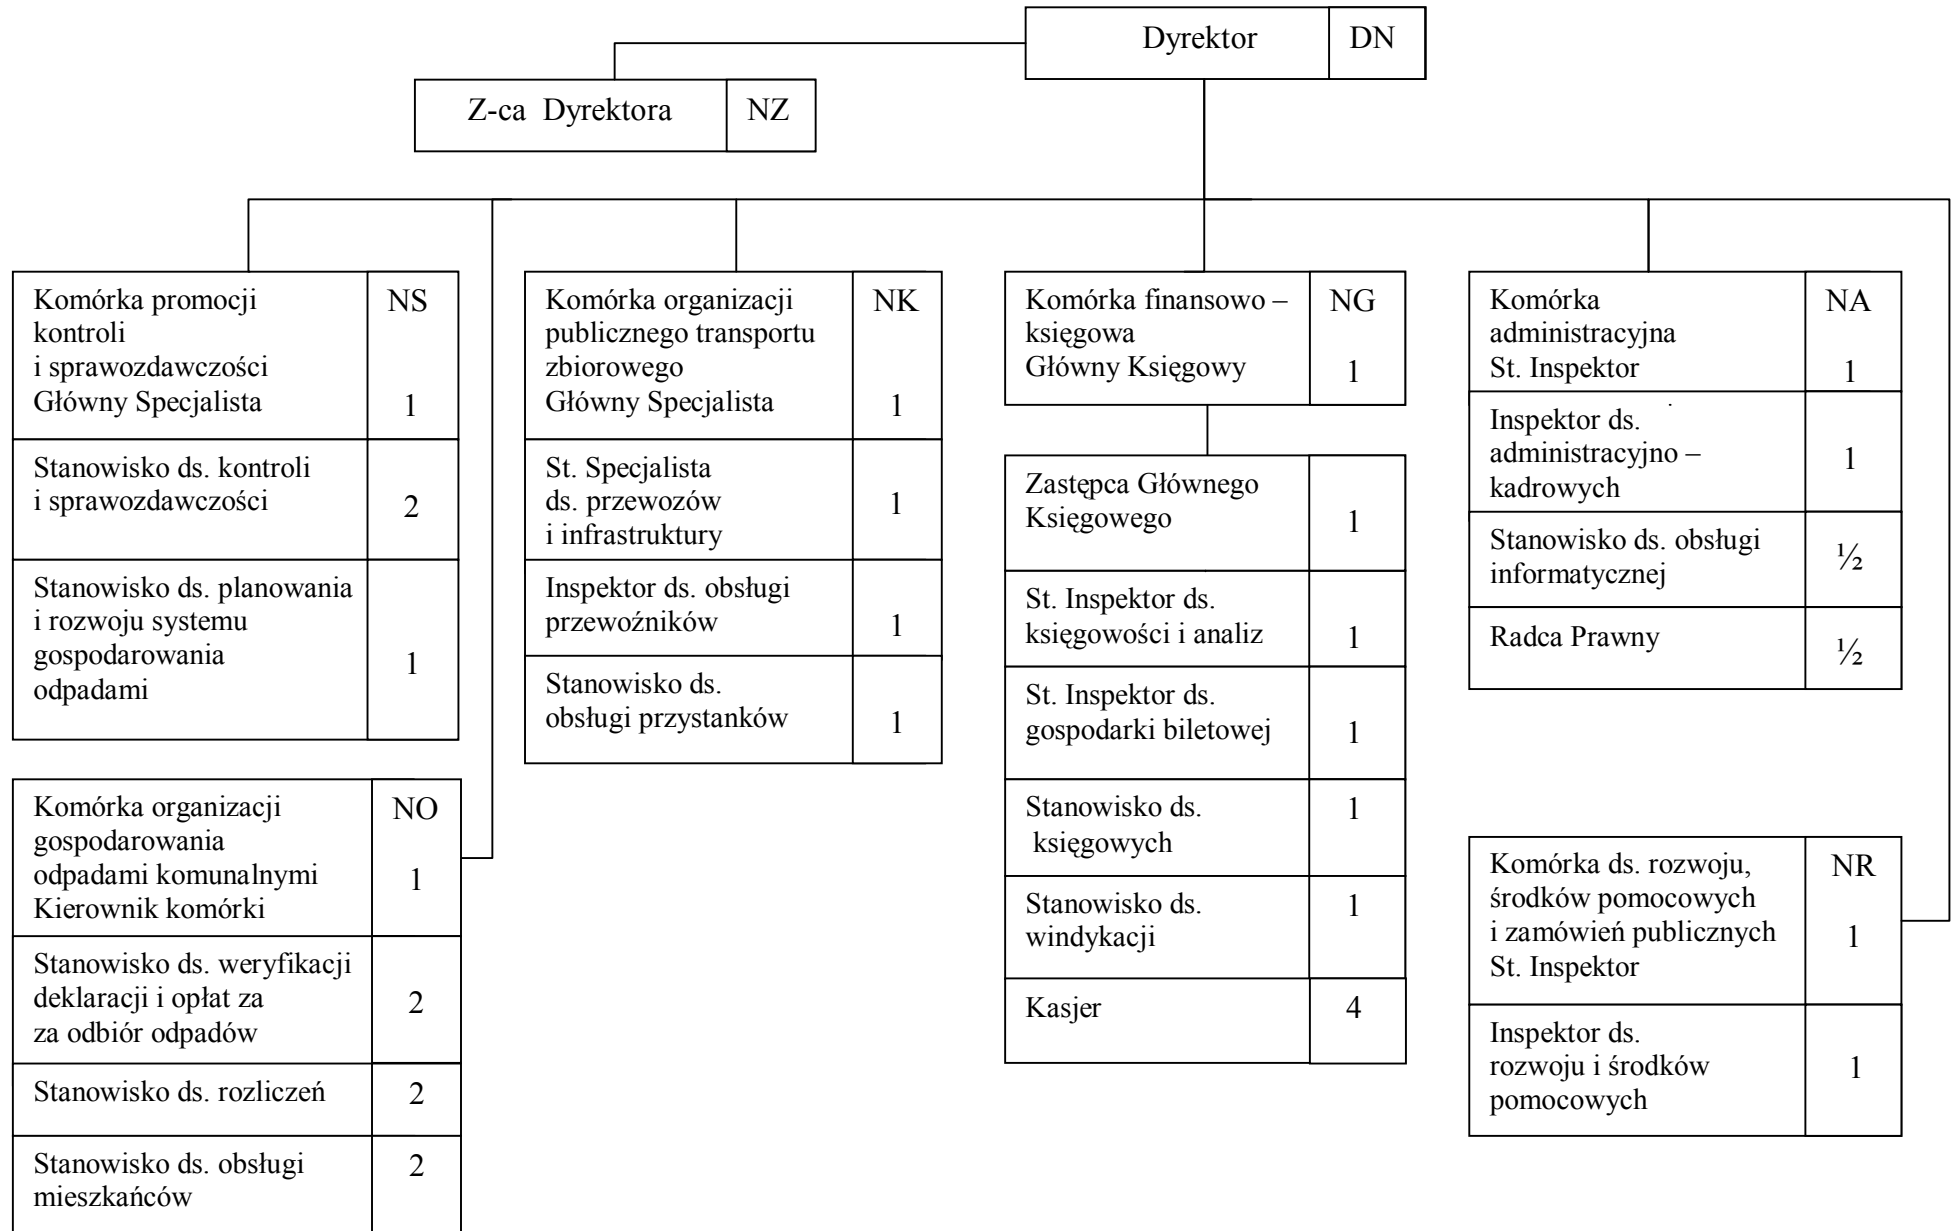 Dyrektor DN
Z-ca Dyrektora NZ
Komórka promocji NS
kontroli
i sprawozdawczości
Główny Specjalista 1
Stanowisko ds. kontroli
i sprawozdawczości 2
Stanowisko ds. planowania
i rozwoju systemu
gospodarowania 1
odpadami
Komórka organizacji NO
gospodarowania
odpadami komunalnymi 1
Kierownik komórki
Stanowisko ds. weryfikacji
deklaracji i opłat za 2
za odbiór odpadów
Stanowisko ds. rozliczeń 2
Stanowisko ds. obsługi 2
mieszkańców
Komórka organizacji NK
publicznego transportu
zbiorowego
Główny Specjalista 1
St. Specjalista
ds. przewozów 1
i infrastruktury
Inspektor ds. obsługi
przewoźników 1
Stanowisko ds.
obsługi przystanków 1
Komórka finansowo – NG
księgowa
Główny Księgowy 1
Zastępca Głównego
Księgowego 1
St. Inspektor ds.
księgowości i analiz 1
St. Inspektor ds.
gospodarki biletowej 1
Stanowisko ds. 1
księgowych
Stanowisko ds. 1
windykacji
Kasjer 4
Komórka NA
administracyjna
St. Inspektor 1
Inspektor ds.
administracyjno – 1
kadrowych
Stanowisko ds. obsługi ½
informatycznej
Radca Prawny ½
Komórka ds. rozwoju, NR
środków pomocowych
i zamówień publicznych 1
St. Inspektor
Inspektor ds.
rozwoju i środków 1
pomocowych